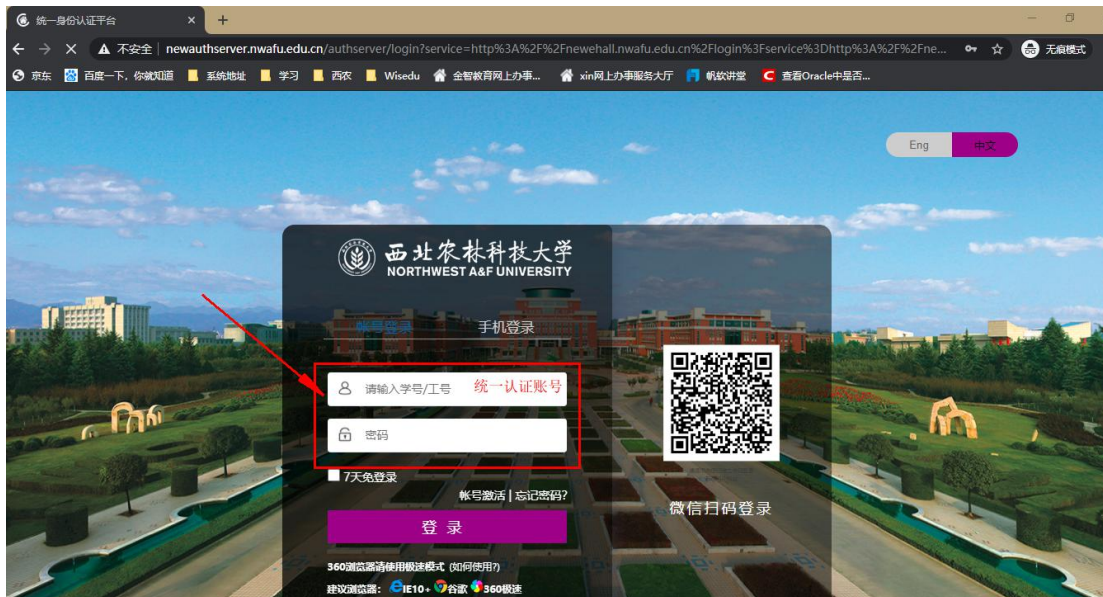 统一身份认证平台
不安全 | newauthserver.nwafu.edu.cn/authserver/login?service=http%3A%2F%2Fnewehall.nwafu.edu.cn%2Flogin%3Fservice%3Dhttp%3A%2F%2Fne... 无痕模式
京东 百度一下，你就知道 系统地址 学习 西农 Wisedu 金智教育网上办事... xin网上办事服务大厅 帆软讲堂 查看Oracle中是否...
Eng 中文
西北农林科技大学
NORTHWEST A&F UNIVERSITY
帐号登录 手机登录
请输入学号/工号 统一认证账号
密码
7天免登录
帐号激活 | 忘记密码?
登 录
微信扫码登录
360浏览器请使用极速模式 (如何使用?)
建议浏览器： IE10+ 谷歌 360极速